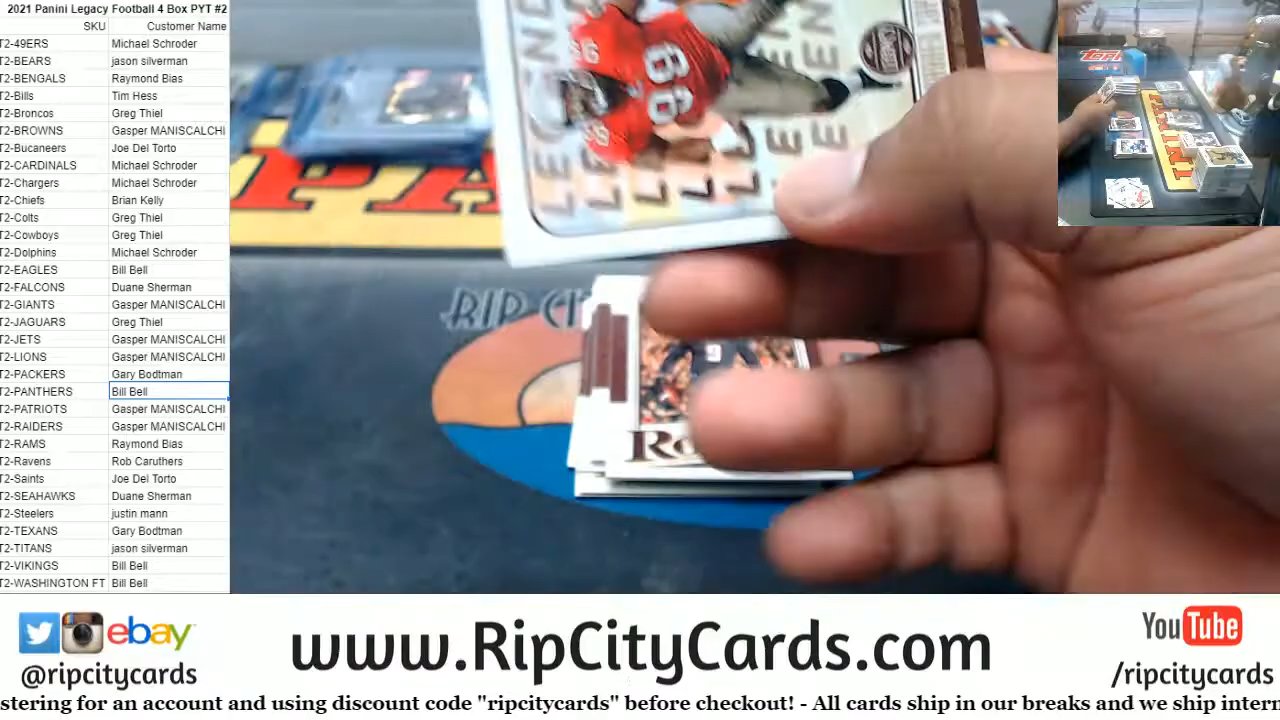 2021 Panini Legacy Football 4 Box PYT #2
SKU Customer Name
T2-49ERS Michael Schroder
T2-BEARS jason silverman
T2-BENGALS Raymond Bias
T2-Bills Tim Hess
T2-Broncos Greg Thiel
T2-BROWNS Gasper MANISCALCHI
T2-Bucaneers Joe Del Torto
T2-CARDINALS Michael Schroder
T2-Chargers Michael Schroder
T2-Chiefs Brian Kelly
T2-Colts Greg Thiel
T2-Cowboys Greg Thiel
T2-Dolphins Michael Schroder
T2-EAGLES Bill Bell
T2-FALCONS Duane Sherman
T2-GIANTS Gasper MANISCALCHI
T2-JAGUARS Greg Thiel
T2-JETS Gasper MANISCALCHI
T2-LIONS Gasper MANISCALCHI
T2-PACKERS Gary Bodtman
T2-PANTHERS Bill Bell
T2-PATRIOTS Gasper MANISCALCHI
T2-RAIDERS Gasper MANISCALCHI
T2-RAMS Raymond Bias
T2-Ravens Rob Caruthers
T2-Saints Joe Del Torto
T2-SEAHAWKS Duane Sherman
T2-Steelers justin mann
T2-TEXANS Gary Bodtman
T2-TITANS jason silverman
T2-VIKINGS Bill Bell
T2-WASHINGTON FT Bill Bell
LEGEND
86
RIP CI
PANINI
ebay
@ripcitycards
www.RipCityCards.com
YouTube
/ripcitycards
stering for an account and using discount code "ripcitycards" before checkout! - All cards ship in our breaks and we ship intern